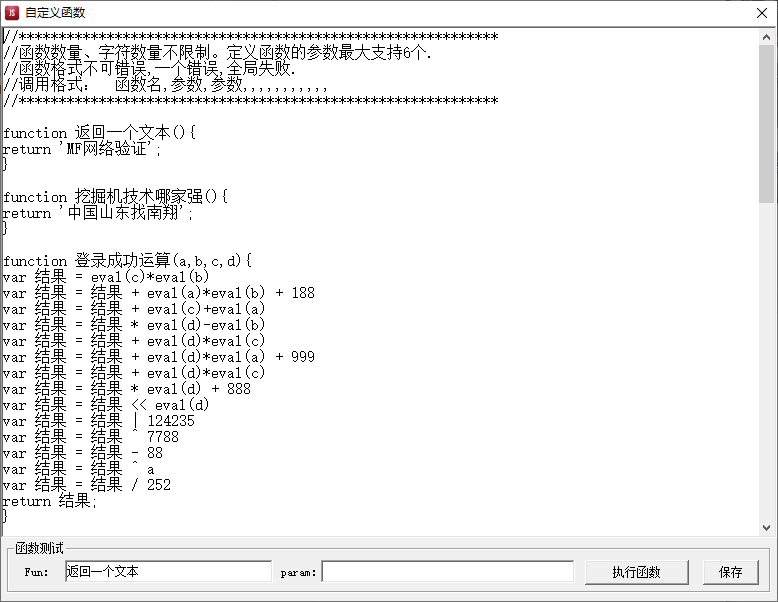 JS 自定义函数
//************************************************************
//函数数量、字符数量不限制。定义函数的参数最大支持6个.
//函数格式不可错误,一个错误,全局失败.
//调用格式:  函数名,参数,参数,,,,,,,,,,,
//************************************************************
function 返回一个文本(){
return 'MF网络验证';
}
function 挖掘机技术哪家强(){
return '中国山东找南翔';
}
function 登录成功运算(a,b,c,d){
var 结果 = eval(c)*eval(b)
var 结果 = 结果 + eval(a)*eval(b) + 188
var 结果 = 结果 + eval(c)+eval(a)
var 结果 = 结果 * eval(d)-eval(b)
var 结果 = 结果 + eval(d)*eval(c)
var 结果 = 结果 + eval(d)*eval(a) + 999
var 结果 = 结果 + eval(d)*eval(c)
var 结果 = 结果 * eval(d) + 888
var 结果 = 结果 << eval(d)
var 结果 = 结果 | 124235
var 结果 = 结果 ^ 7788
var 结果 = 结果 - 88
var 结果 = 结果 ^ a
var 结果 = 结果 / 252
return 结果;
}
函数测试
Fun: 返回一个文本 param: 执行函数 保存